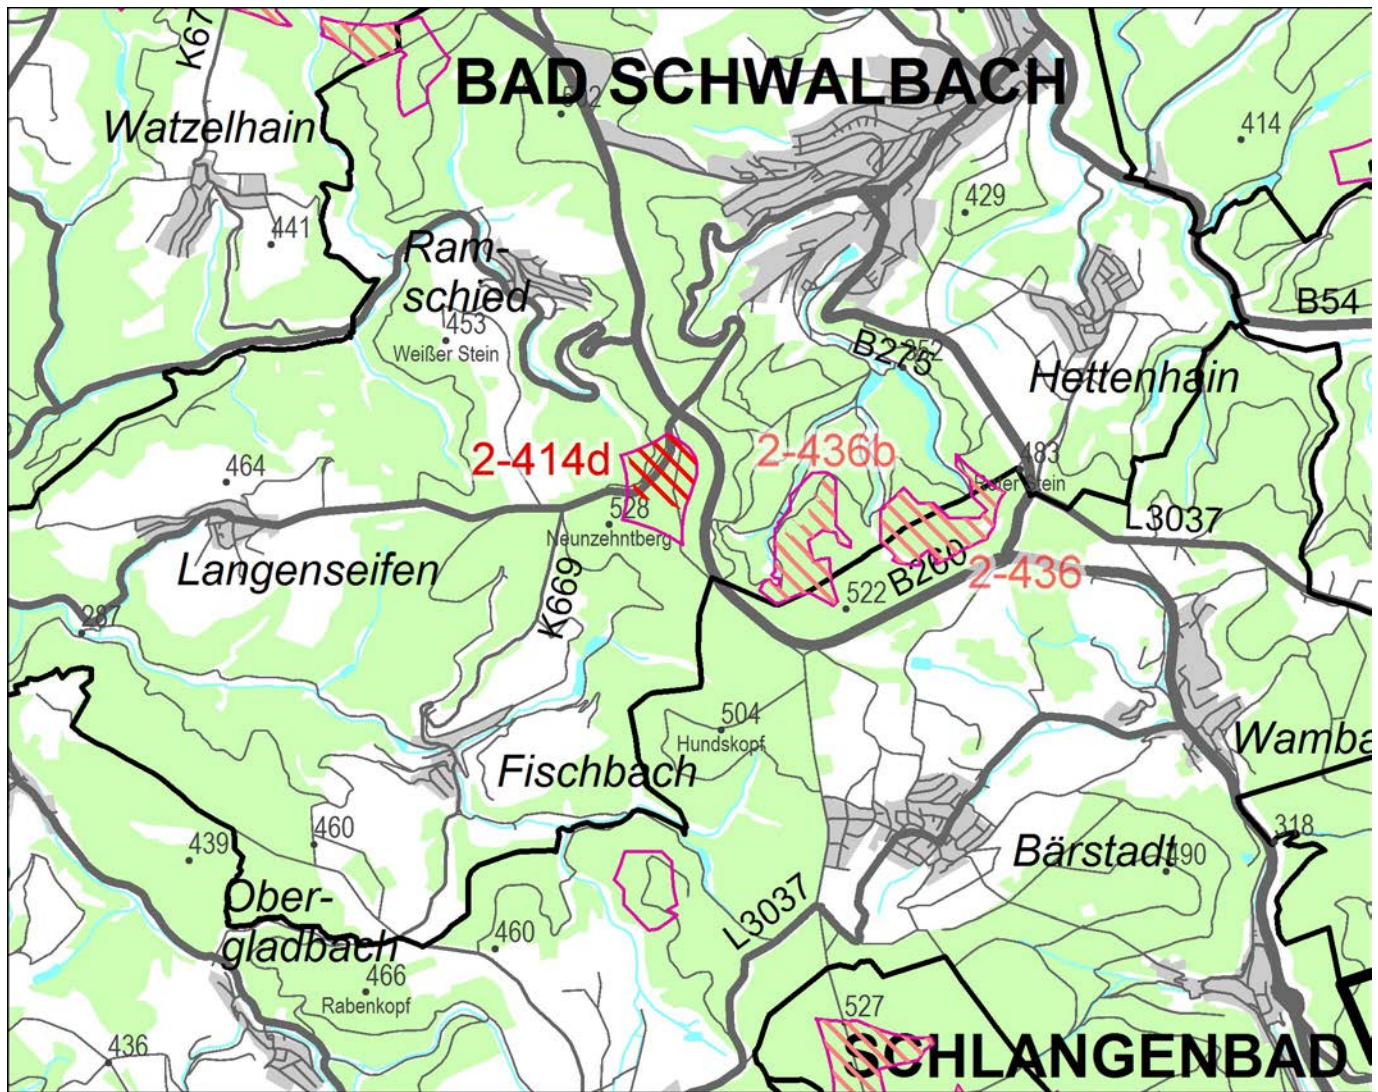 K67
BAD SCHWALBACH
Watzelhain
414
429
441
Ram-
schied
B54
453
Weißer Stein
B275
Hettenhain
2-414d
2-436b
483
464
528
Neunzehntberg
L3037
Langenseifen
B260
2-436
522
K669
287
504
Hundskopf
Wamba
Fischbach
460
318
439
Bärstadt
490
Ober-
gladbach
L3037
460
466
Rabenkopf
527
SCHLANGENBAD
436